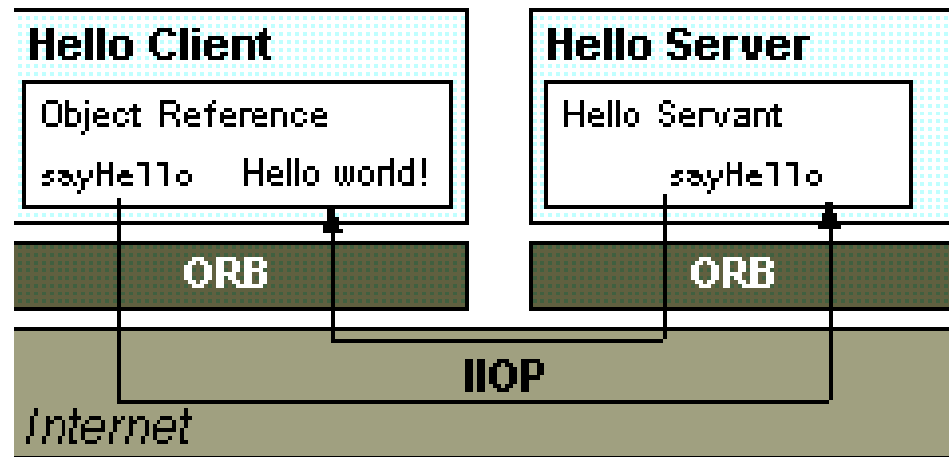 Hello Client
Object Reference
sayHello Hello world!
ORB
Hello Server
Hello Servant
sayHello
ORB
IIOP
Internet